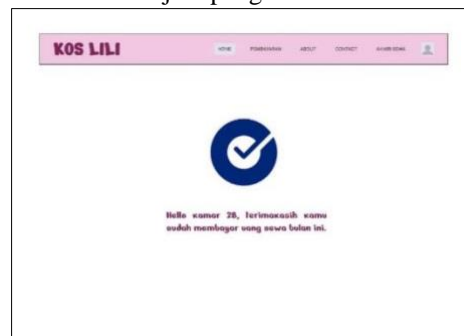 KOS LILI
HOME PEMBAYARAN ABOUT CONTACT
Hello kamar 28, terimakasih kamu
sudah membayar uang sewa bulan ini.